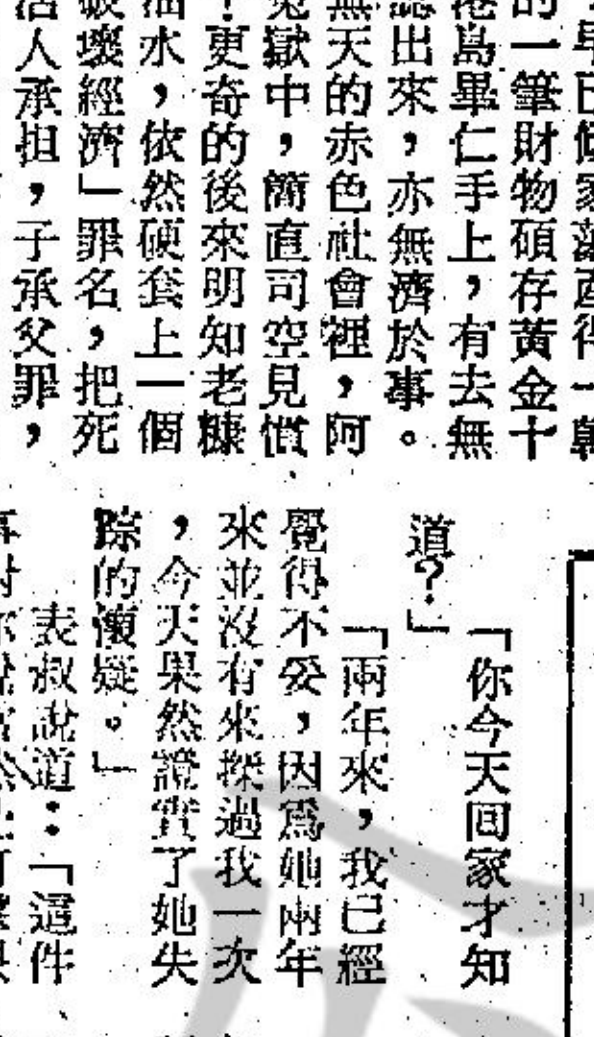 早已傾家蕩產得一
的一筆財物碩存黃金十
港島畢仁手上，有去無
認出來，亦無濟於事。
無天的赤色社會裡，阿
冤獄中，簡直司空見慣
！更奇的後來明知老糠
油水，依然硬套上一個
破壞經濟」罪名，把死
活人承担，子承父罪，
「你今天回家才知
道？」
「兩年來，我已經
覺得不妥，因爲她兩年
來並沒有來探過我一次
，今天果然證實了她失
踪的懷疑。」
表叔說道：「這件